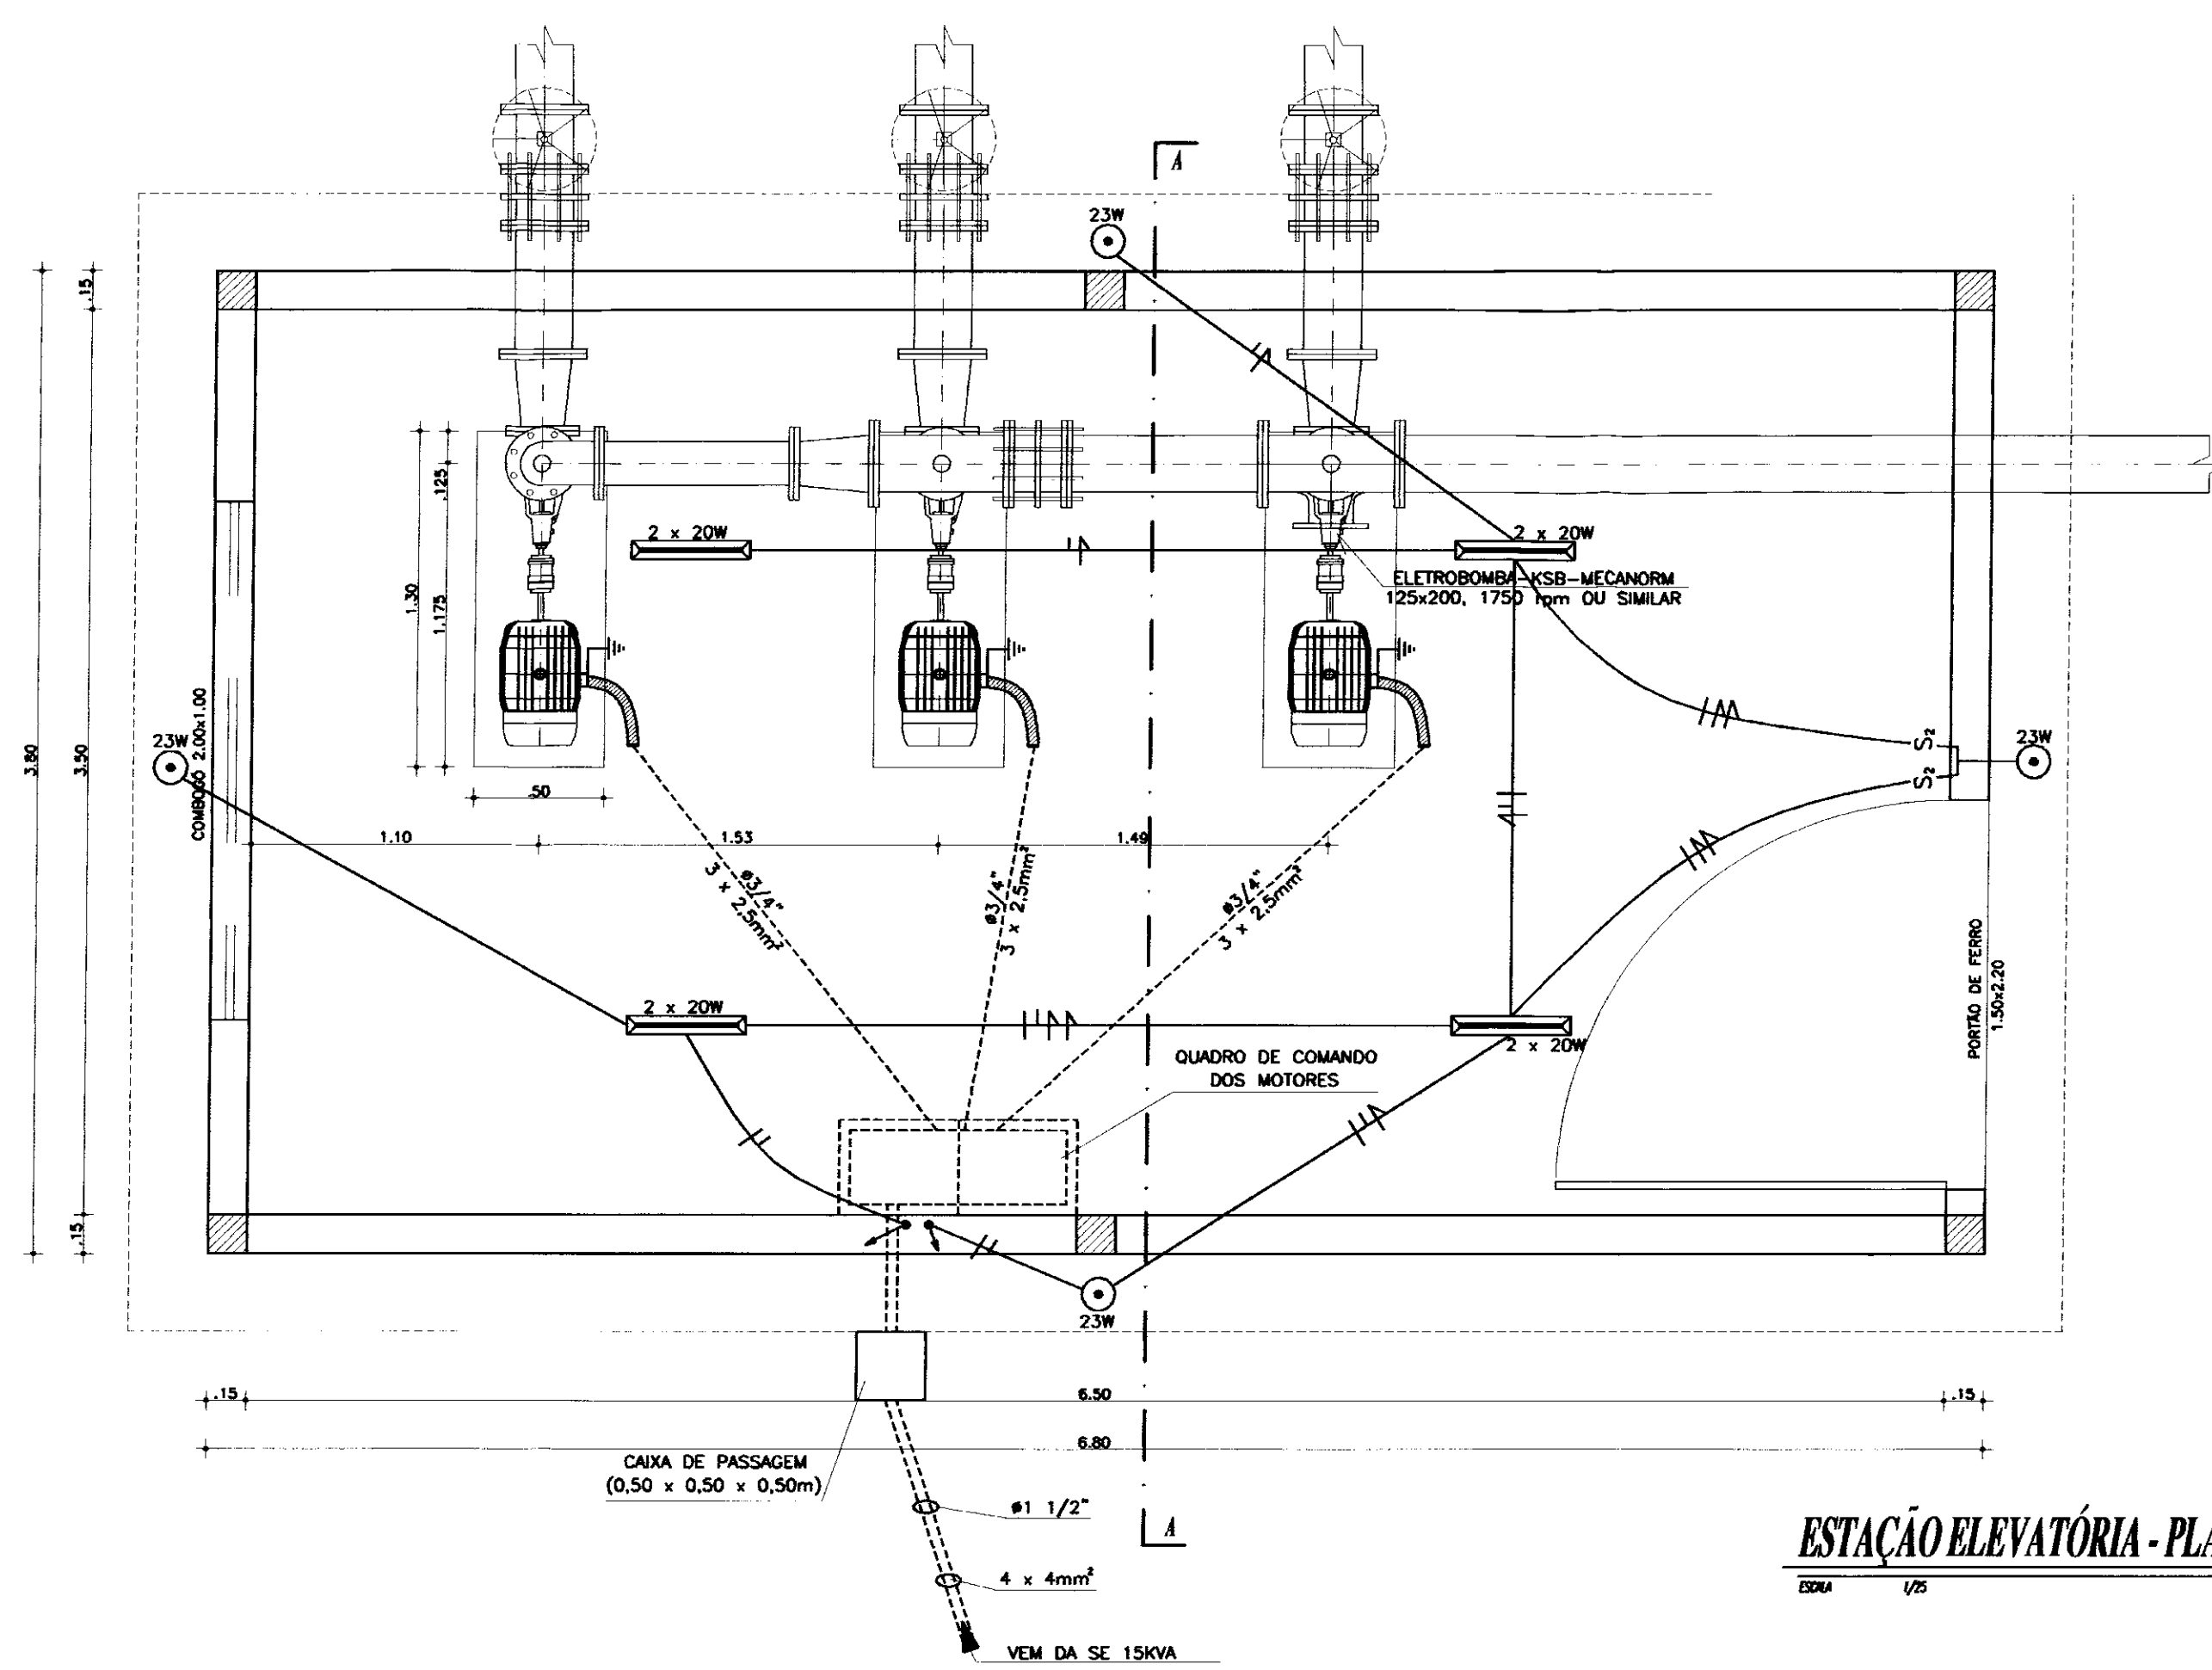 A
23W
.15
2 x 20W
2 x 20W
.125
ELETROBOMBA-KSB-MECANORM
125x200, 1750 rpm OU SIMILAR
1.30
1.175
3.80
3.50
COMBOGÓ 2.00x1.00
23W
S2
S2
23W
.50
1.10
1.53
1.49
ø3/4"
3 x 2,5mm²
ø3/4"
3 x 2,5mm²
ø3/4"
3 x 2,5mm²
PORTÃO DE FERRO
1.50x2.20
2 x 20W
2 x 20W
QUADRO DE COMANDO
DOS MOTORES
.15
23W
.15
6.50
.15
6.80
CAIXA DE PASSAGEM
(0,50 x 0,50 x 0,50m)
ø1 1/2"
A
4 x 4mm²
VEM DA SE 15KVA
ESTAÇÃO ELEVATÓRIA - PLA
ESCALA 1/25